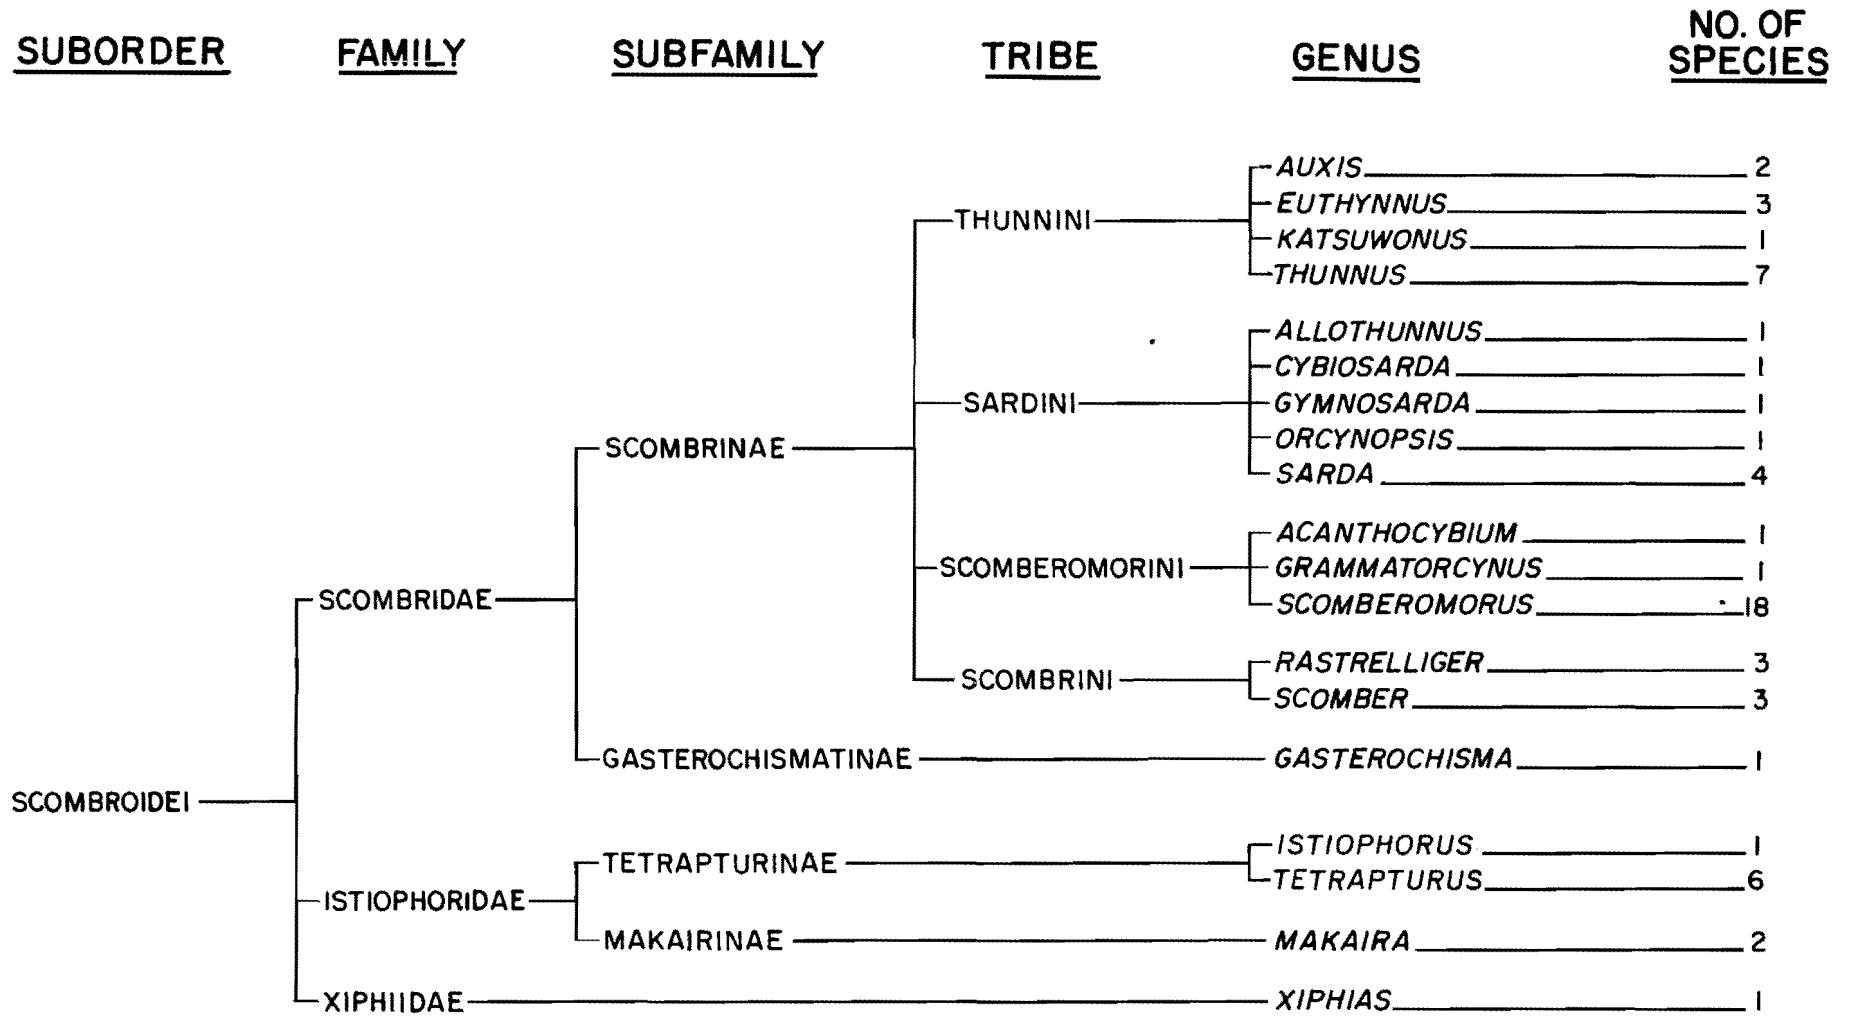 SUBORDER FAMILY SUBFAMILY TRIBE GENUS NO. OF SPECIES
AUXIS 2
THUNNINI EUTHYNNUS 3
KATSUWONUS 1
THUNNUS 7
ALLOTHUNNUS 1
CYBIOSARDA 1
SARDINI GYMNOSARDA 1
ORCYNOPSIS 1
SCOMBRINAE
SARDA 4
ACANTHOCYBIUM 1
SCOMBEROMORINI GRAMMATORCYNUS 1
SCOMBRIDAE SCOMBEROMORUS 18
RASTRELLIGER 3
SCOMBRINI
SCOMBER 3
GASTEROCHISMATINAE GASTEROCHISMA 1
SCOMBROIDEI
ISTIOPHORUS 1
TETRAPTURINAE
TETRAPTURUS 6
ISTIOPHORIDAE
MAKAIRINAE MAKAIRA 2
XIPHIIDAE XIPHIAS 1